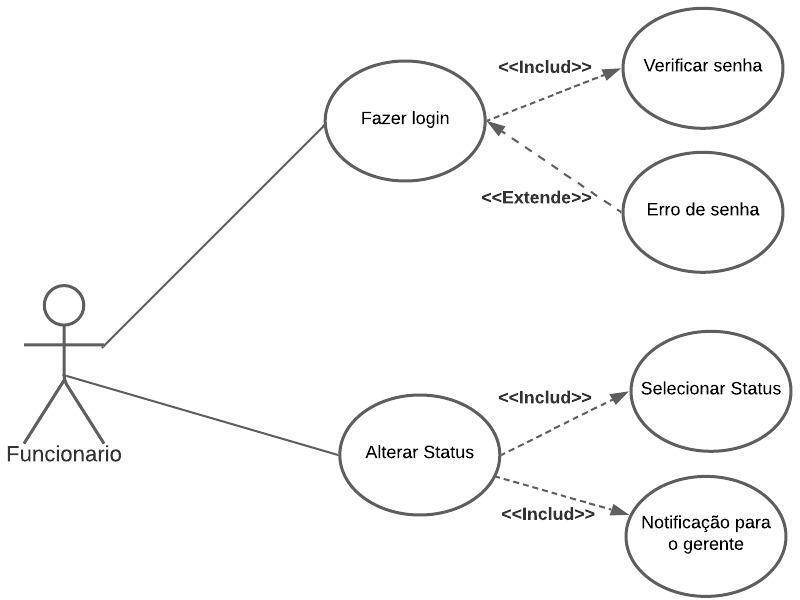 <<Includ>>
Verificar senha
Fazer login
<<Extende>>
Erro de senha
Funcionario
<<Includ>>
Selecionar Status
Alterar Status
<<Includ>>
Notificação para
o gerente